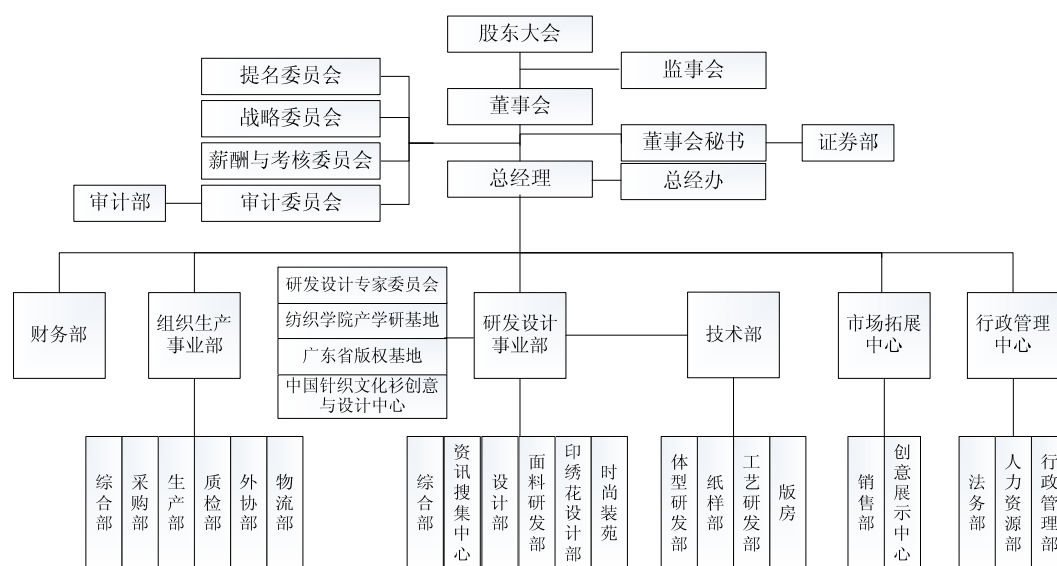 股东大会
监事会
提名委员会
董事会
战略委员会
董事会秘书
证券部
薪酬与考核委员会
总经理
总经办
审计部
审计委员会
研发设计专家委员会
纺织学院产学研基地
广东省版权基地
中国针织文化衫创意
与设计中心
财务部
组织生产
事业部
研发设计
事业部
技术部
市场拓展
中心
行政管理
中心
综合部
采购部
生产部
质检部
外协部
物流部
综合部
资讯搜集中心
设计部
面料研发部
印绣花设计部
时尚装苑
体型研发部
纸样部
工艺研发部
版房
销售部
创意展示中心
法务部
人力资源部
行政管理部